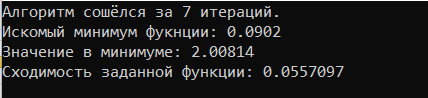 Алгоритм сошёлся за 7 итераций.
Искомый минимум фукнции: 0.0902
Значение в минимуме: 2.00814
Сходимость заданной функции: 0.0557097